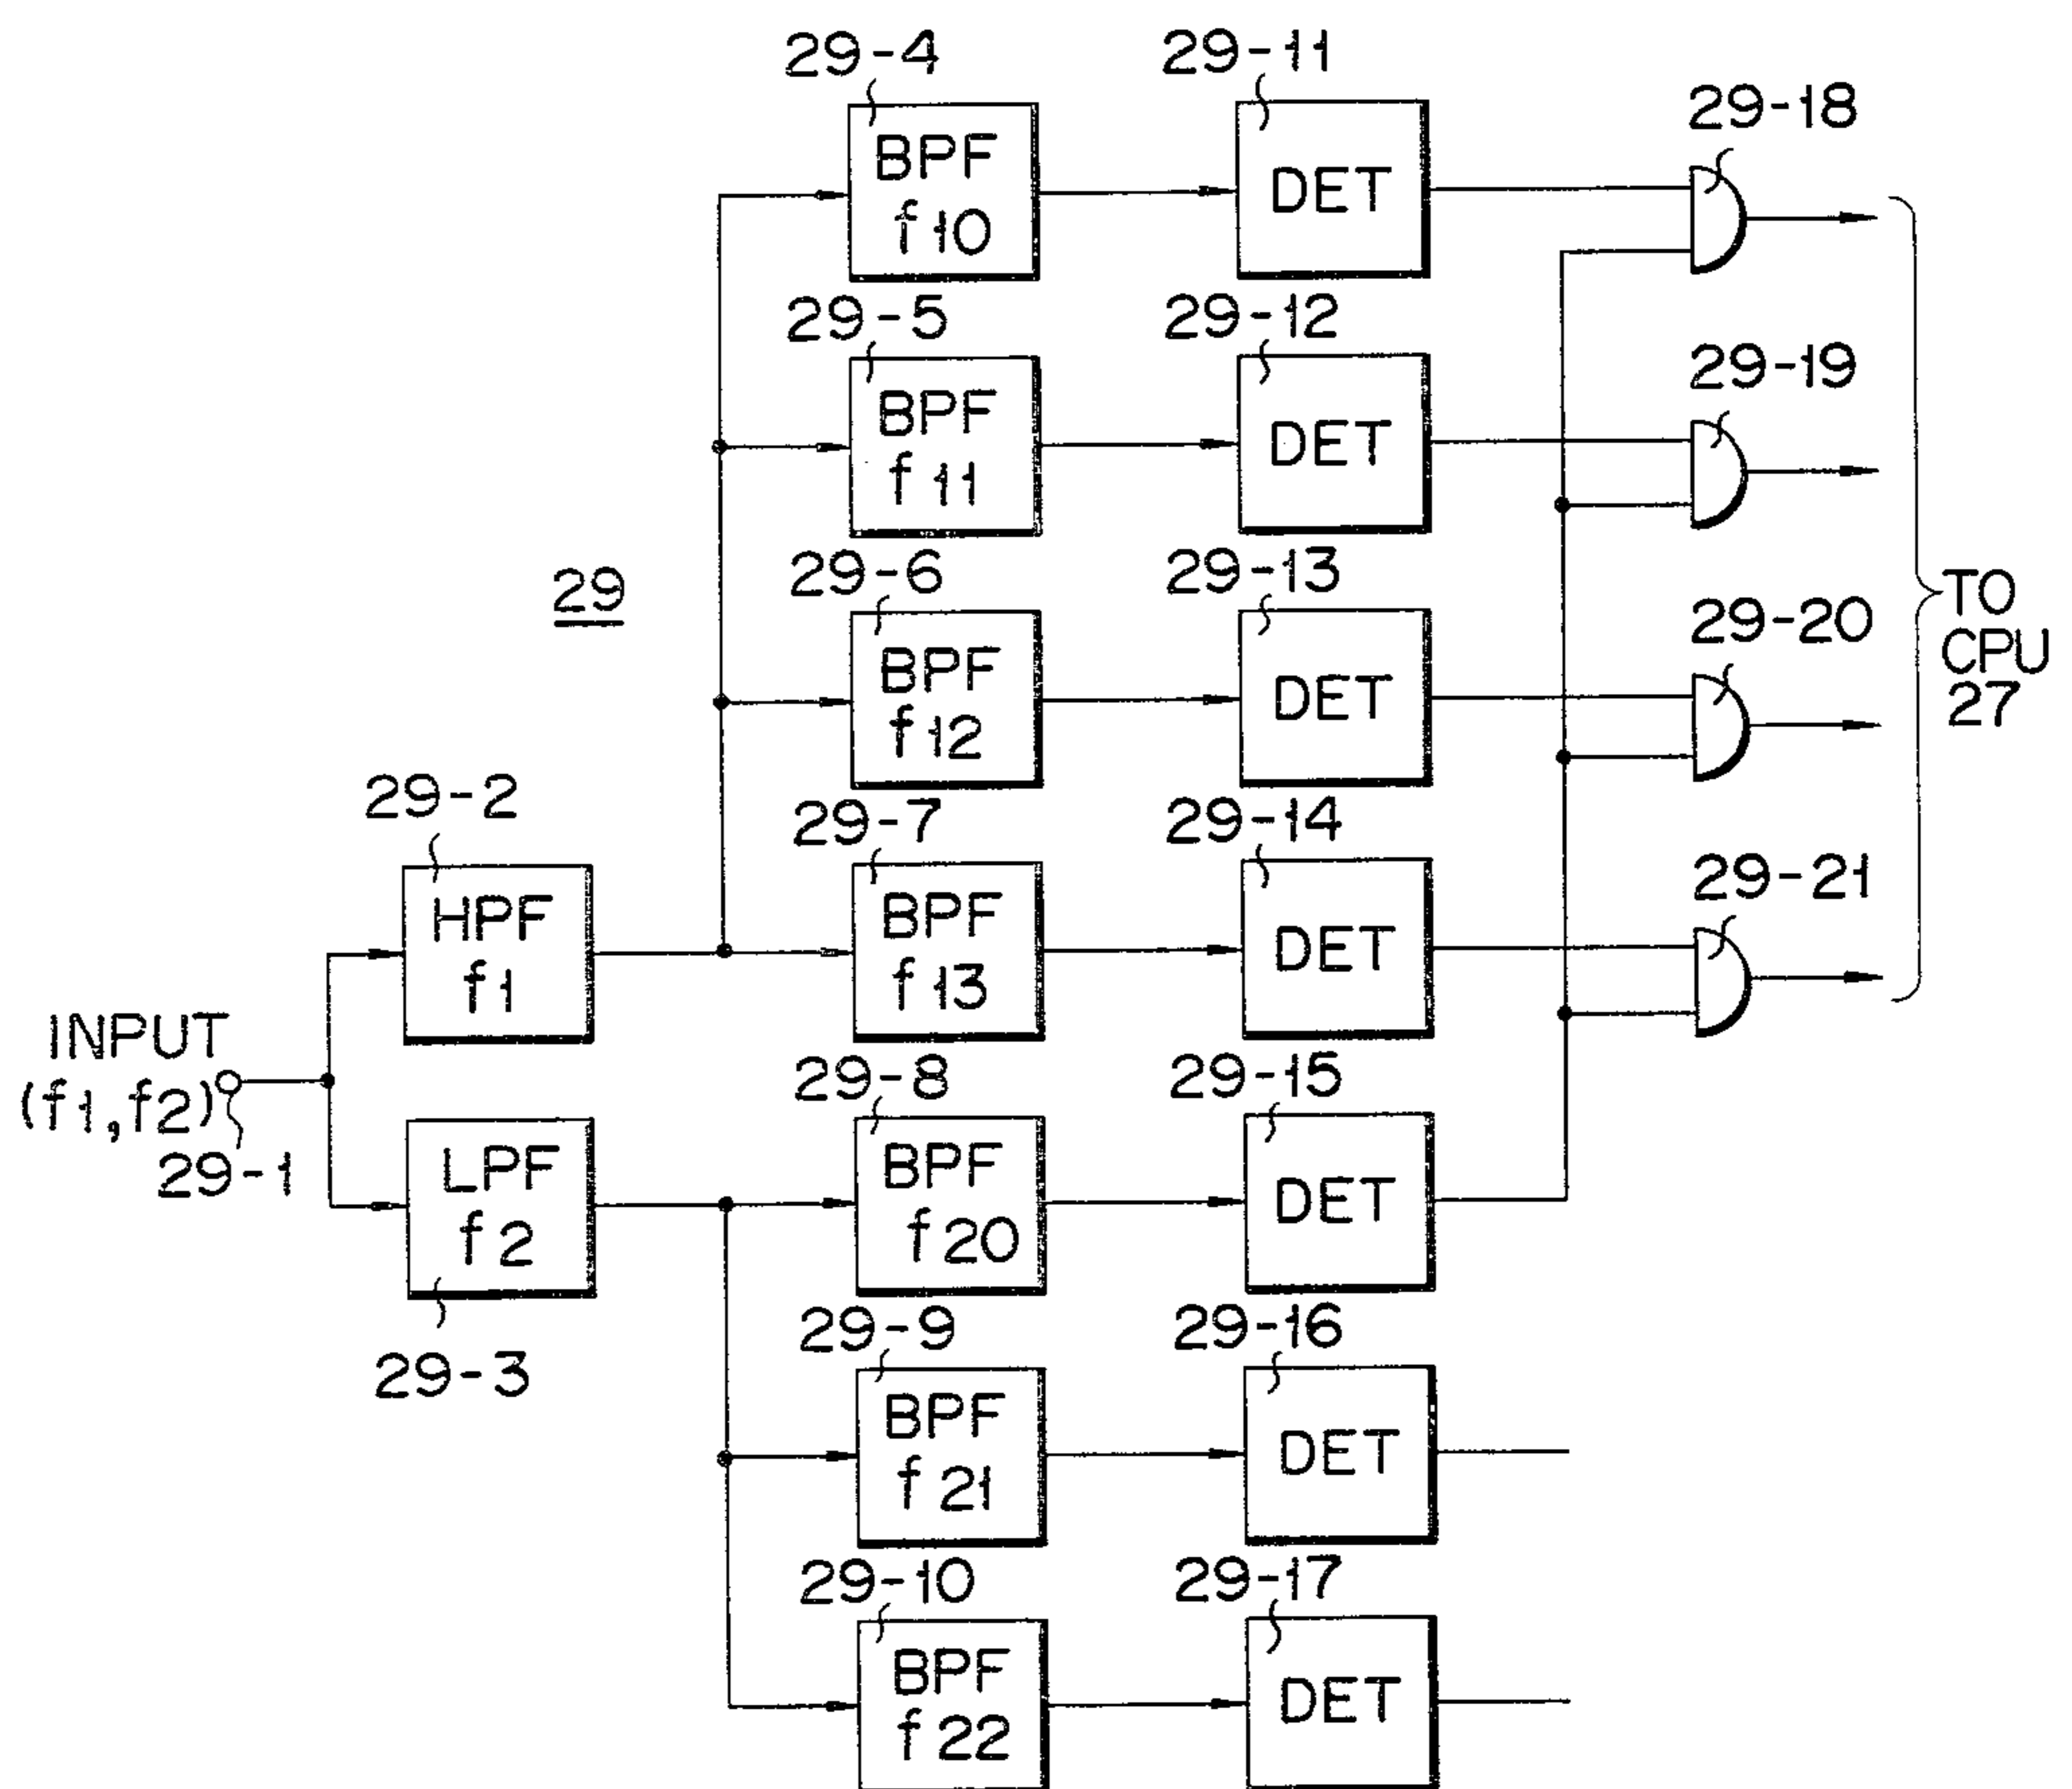 29-4
29-11
29-18
BPF
f10
DET
29-5
29-12
29-19
BPF
f11
DET
29
29-6
29-13
29-20
BPF
f12
DET
TO
CPU
27
29-2
29-7
29-14
29-21
HPF
f1
BPF
f13
DET
INPUT
(f1,f2)
29-1
29-8
29-15
LPF
f2
BPF
f20
DET
29-3
29-9
29-16
BPF
f21
DET
29-10
29-17
BPF
f22
DET